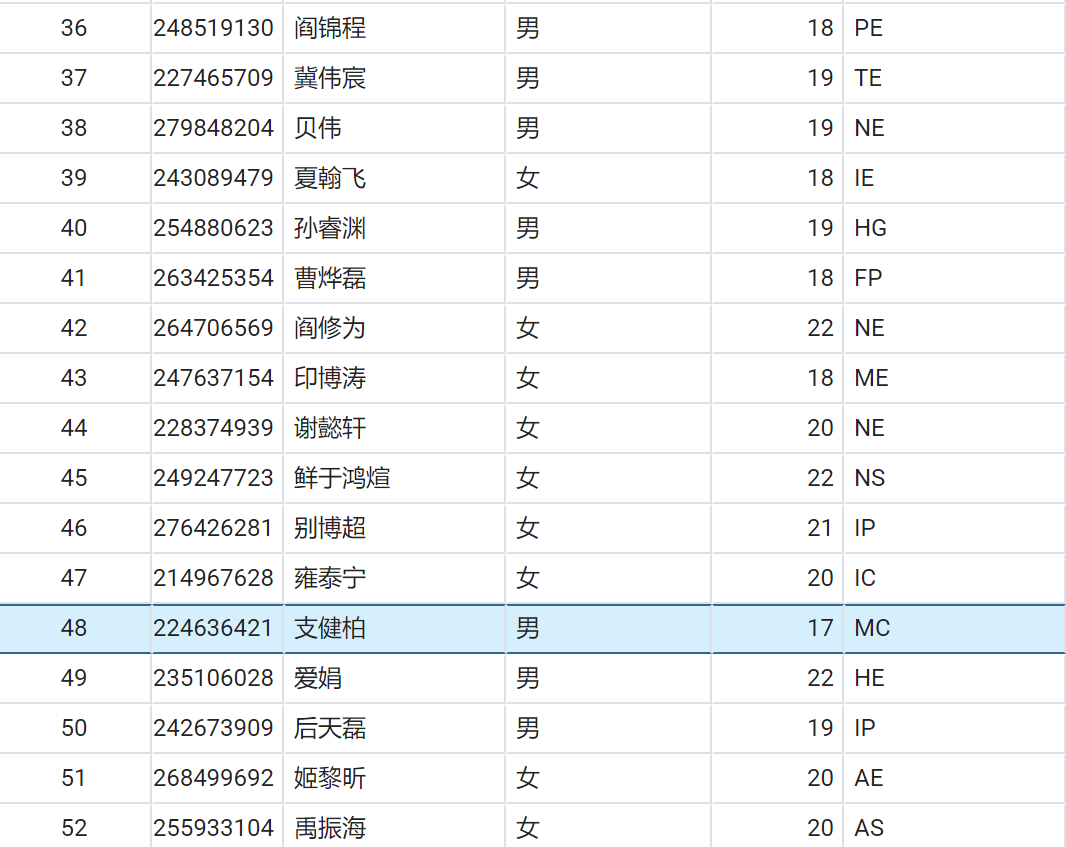 36 248519130 阎锦程 男 18 PE
37 227465709 冀伟宸 男 19 TE
38 279848204 贝伟 男 19 NE
39 243089479 夏翰飞 女 18 IE
40 254880623 孙睿渊 男 19 HG
41 263425354 曹烨磊 男 18 FP
42 264706569 阎修为 女 22 NE
43 247637154 印博涛 女 18 ME
44 228374939 谢懿轩 女 20 NE
45 249247723 鲜于鸿煊 女 22 NS
46 276426281 别博超 女 21 IP
47 214967628 雍泰宁 女 20 IC
48 224636421 支健柏 男 17 MC
49 235106028 爱娟 男 22 HE
50 242673909 后天磊 男 19 IP
51 268499692 姬黎昕 女 20 AE
52 255933104 禹振海 女 20 AS